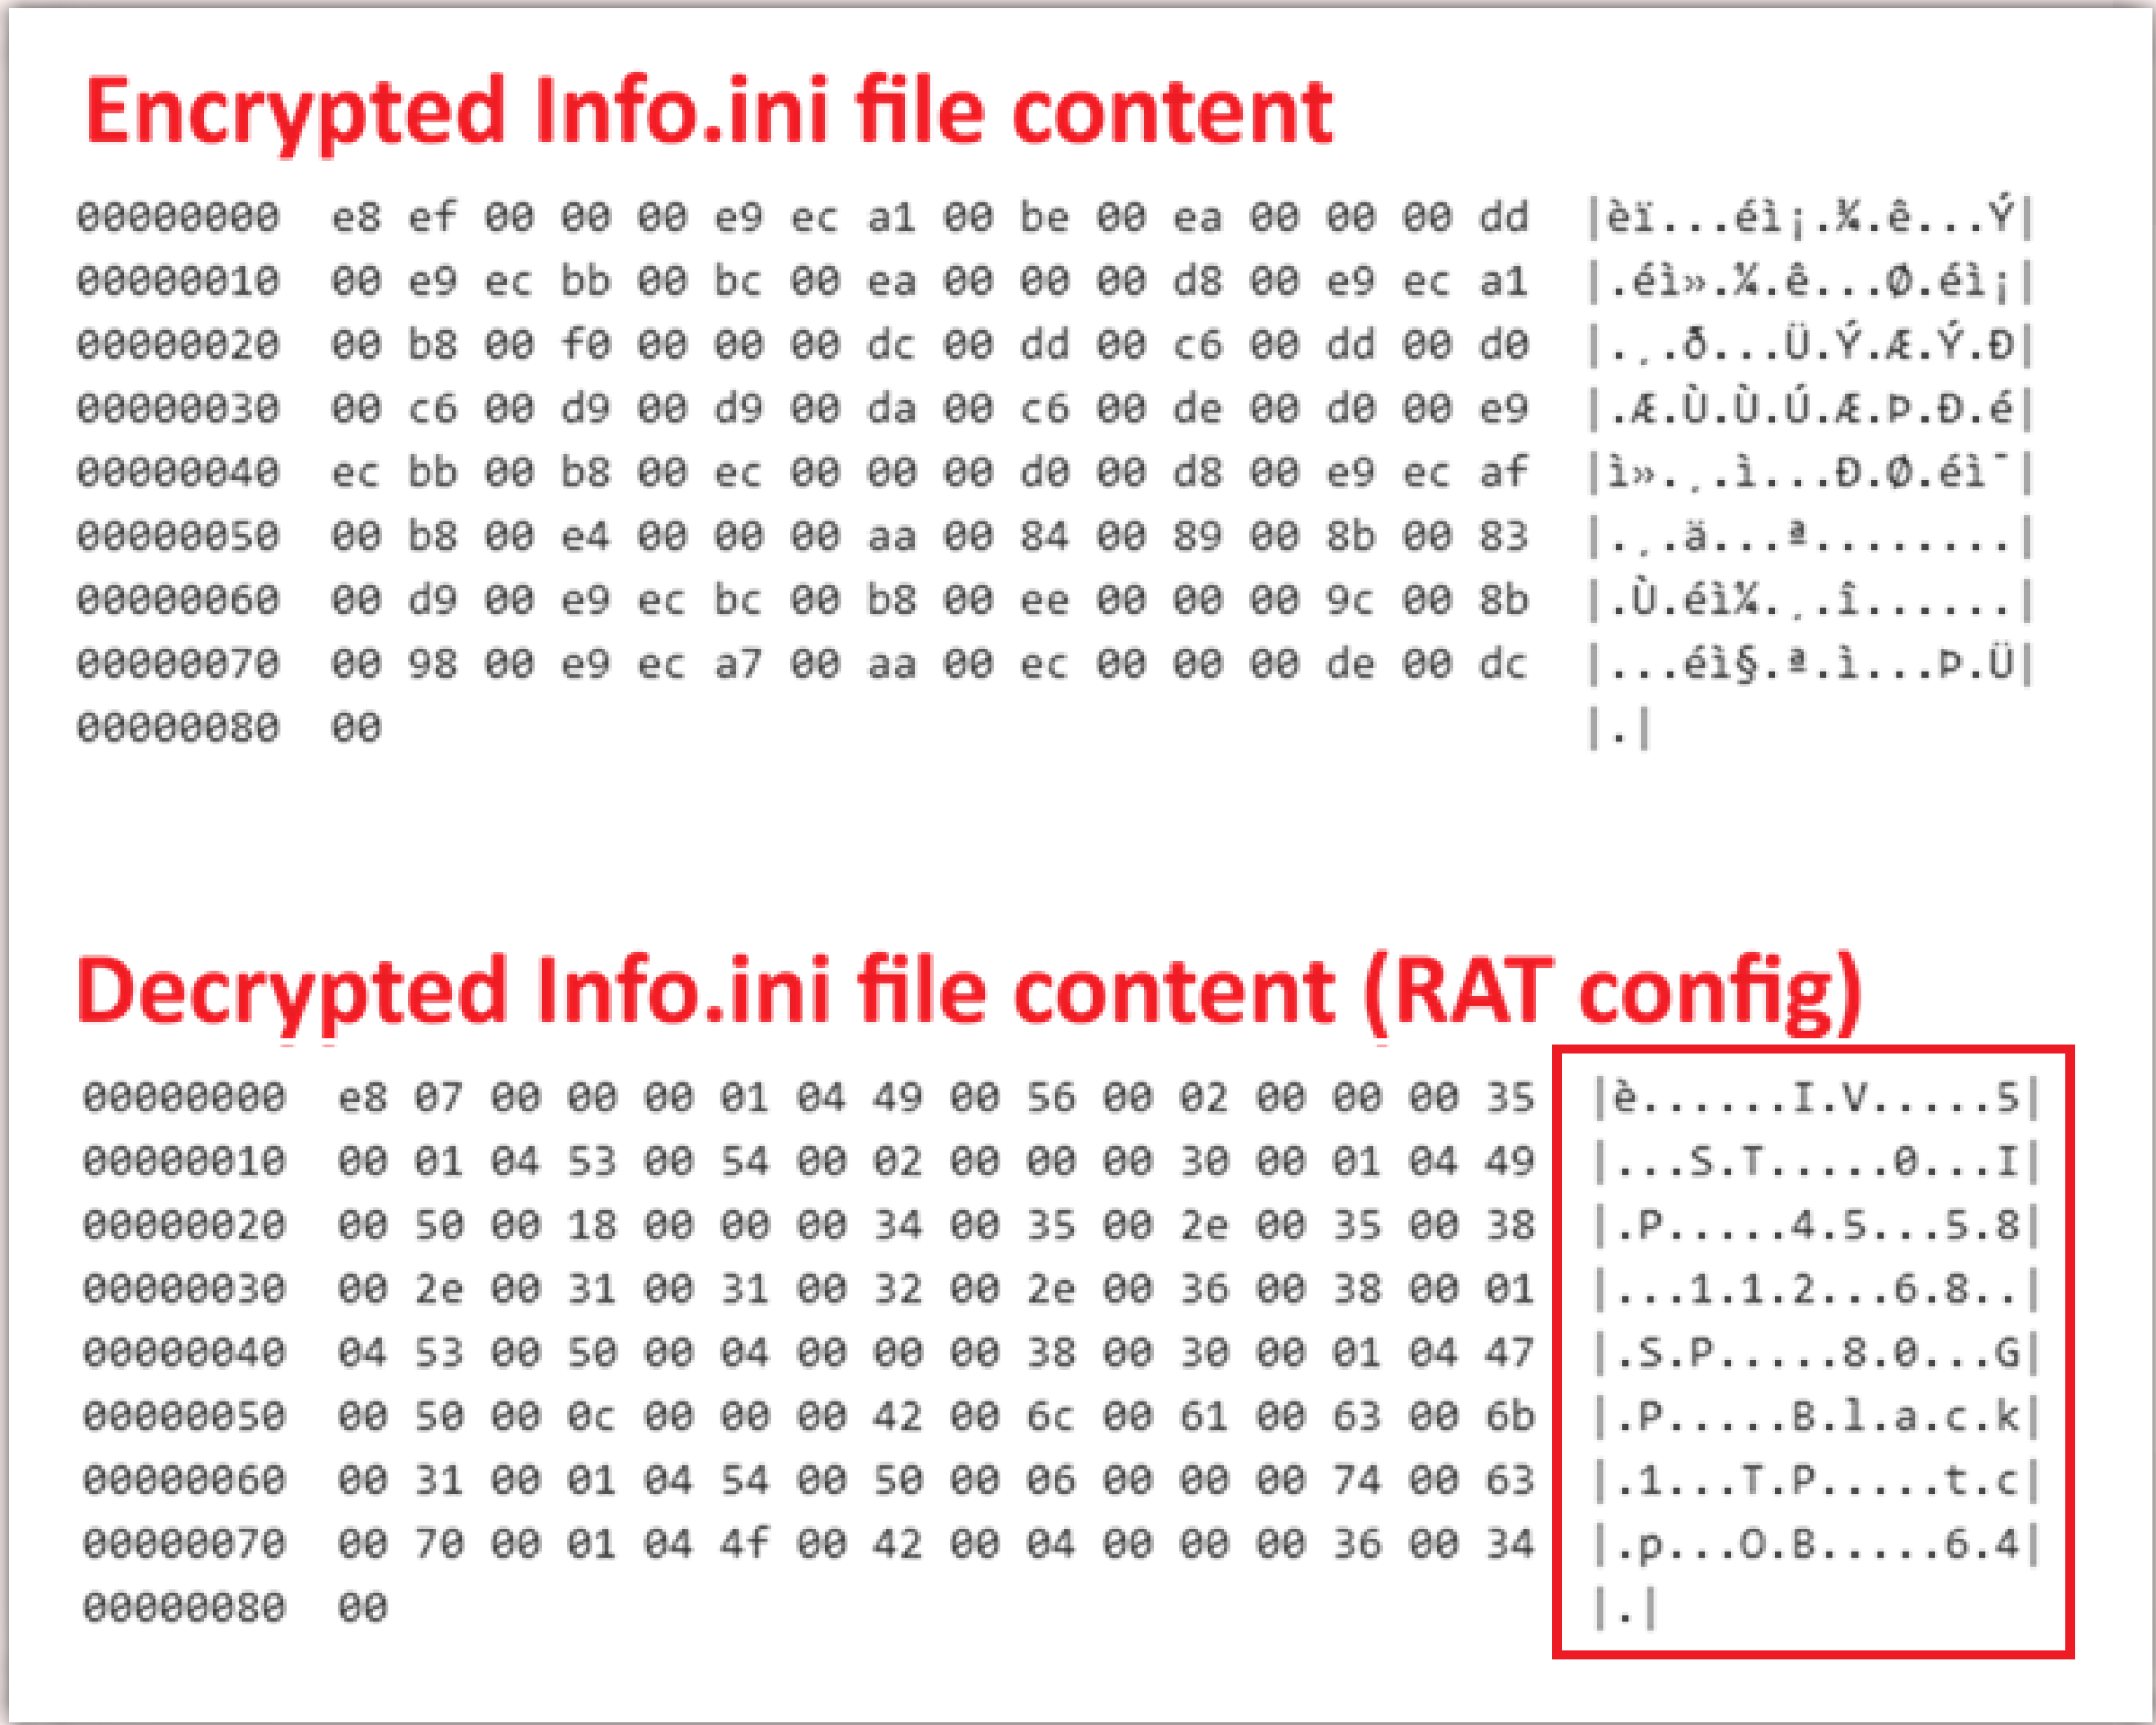 Encrypted Info.ini file content
00000000  e8 ef 00 00 00 e9 ec a1 00 be 00 ea 00 00 00 dd  |èï...éì¡.¾.ê...Ý|
00000010  00 e9 ec bb 00 bc 00 ea 00 00 00 d8 00 e9 ec a1  |.éì».¼.ê...Ø.éì¡|
00000020  00 b8 00 f0 00 00 00 dc 00 dd 00 c6 00 dd 00 d0  |.¸.ð...Ü.Ý.Æ.Ý.Ð|
00000030  00 c6 00 d9 00 d9 00 da 00 c6 00 de 00 d0 00 e9  |.Æ.Ù.Ù.Ú.Æ.Þ.Ð.é|
00000040  ec bb 00 b8 00 ec 00 00 00 d0 00 d8 00 e9 ec af  |ì».¸.ì...Ð.Ø.éì¯|
00000050  00 b8 00 e4 00 00 00 aa 00 84 00 89 00 8b 00 83  |.¸.ä...ª........|
00000060  00 d9 00 e9 ec bc 00 b8 00 ee 00 00 00 9c 00 8b  |.Ù.éì¼.¸.î......|
00000070  00 98 00 e9 ec a7 00 aa 00 ec 00 00 00 de 00 dc  |...éì§.ª.ì...Þ.Ü|
00000080  00  |.|
Decrypted Info.ini file content (RAT config)
00000000  e8 07 00 00 00 01 04 49 00 56 00 02 00 00 00 35  |è......I.V.....5|
00000010  00 01 04 53 00 54 00 02 00 00 00 30 00 01 04 49  |...S.T.....0...I|
00000020  00 50 00 18 00 00 00 34 00 35 00 2e 00 35 00 38  |.P.....4.5...5.8|
00000030  00 2e 00 31 00 31 00 32 00 2e 00 36 00 38 00 01  |...1.1.2...6.8..|
00000040  04 53 00 50 00 04 00 00 00 38 00 30 00 01 04 47  |.S.P.....8.0...G|
00000050  00 50 00 0c 00 00 00 42 00 6c 00 61 00 63 00 6b  |.P.....B.l.a.c.k|
00000060  00 31 00 01 04 54 00 50 00 06 00 00 00 74 00 63  |.1...T.P.....t.c|
00000070  00 70 00 01 04 4f 00 42 00 04 00 00 00 36 00 34  |.p...O.B.....6.4|
00000080  00  |.|